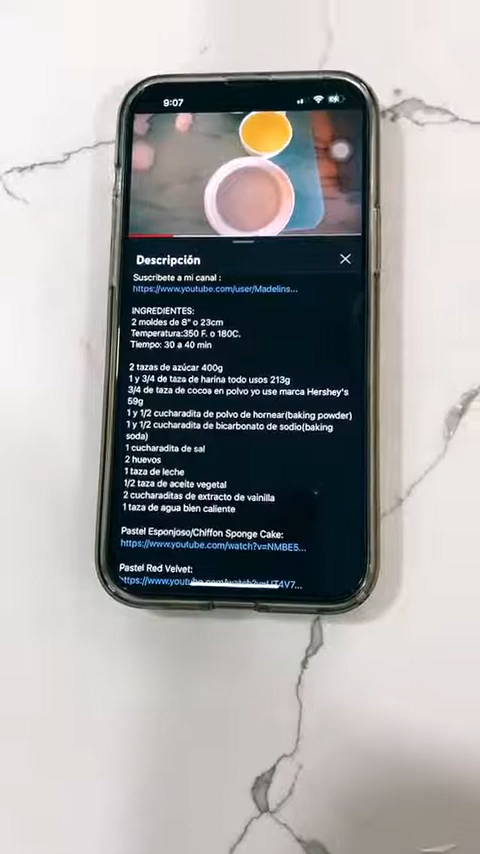 9:07
Descripción
Suscribete a mi canal :
https://www.youtube.com/user/Madelins...
INGREDIENTES:
2 moldes de 8" o 23cm
Temperatura:350 F. o 180C.
Tiempo: 30 a 40 min
2 tazas de azúcar 400g
1 y 3/4 de taza de harina todo usos 213g
3/4 de taza de cocoa en polvo yo use marca Hershey's
59g
1 y 1/2 cucharadita de polvo de hornear(baking powder)
1 y 1/2 cucharadita de bicarbonato de sodio(baking
soda)
1 cucharadita de sal
2 huevos
1 taza de leche
1/2 taza de aceite vegetal
2 cucharaditas de extracto de vainilla
1 taza de agua bien caliente
Pastel Esponjoso/Chiffon Sponge Cake:
https://www.youtube.com/watch?v=NMBE5...
Pastel Red Velvet:
https://www.youtube.com/watch?v=UT4V7...